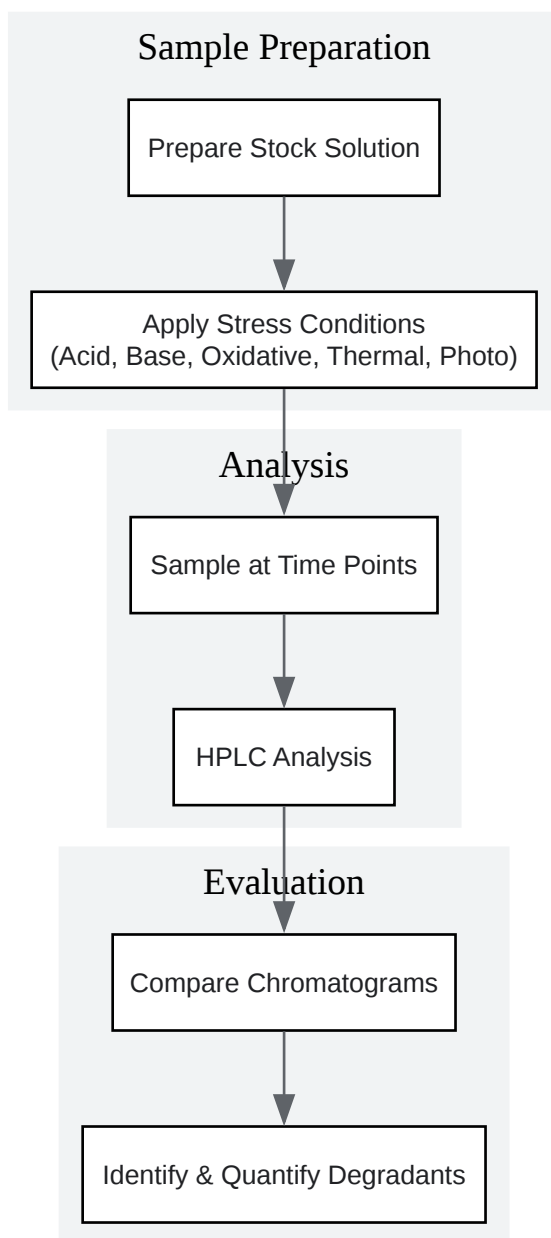 Sample Preparation
Prepare Stock Solution
Apply Stress Conditions
(Acid, Base, Oxidative, Thermal, Photo)
Analysis
Sample at Time Points
HPLC Analysis
Evaluation
Compare Chromatograms
Identify & Quantify Degradants